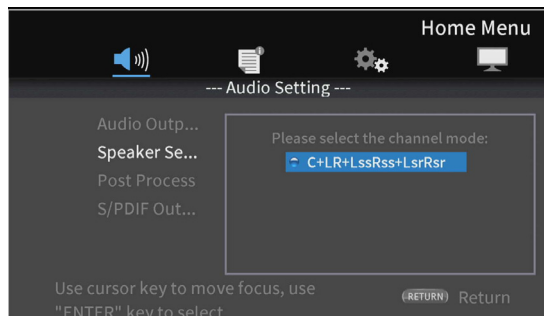 Home Menu
--- Audio Setting ---
Audio Outp...
Speaker Se...
Post Process
S/PDIF Out...
Please select the channel mode:
C+LR+LssRss+LsrRsr
Use cursor key to move focus, use
"ENTER" key to select
RETURN Return